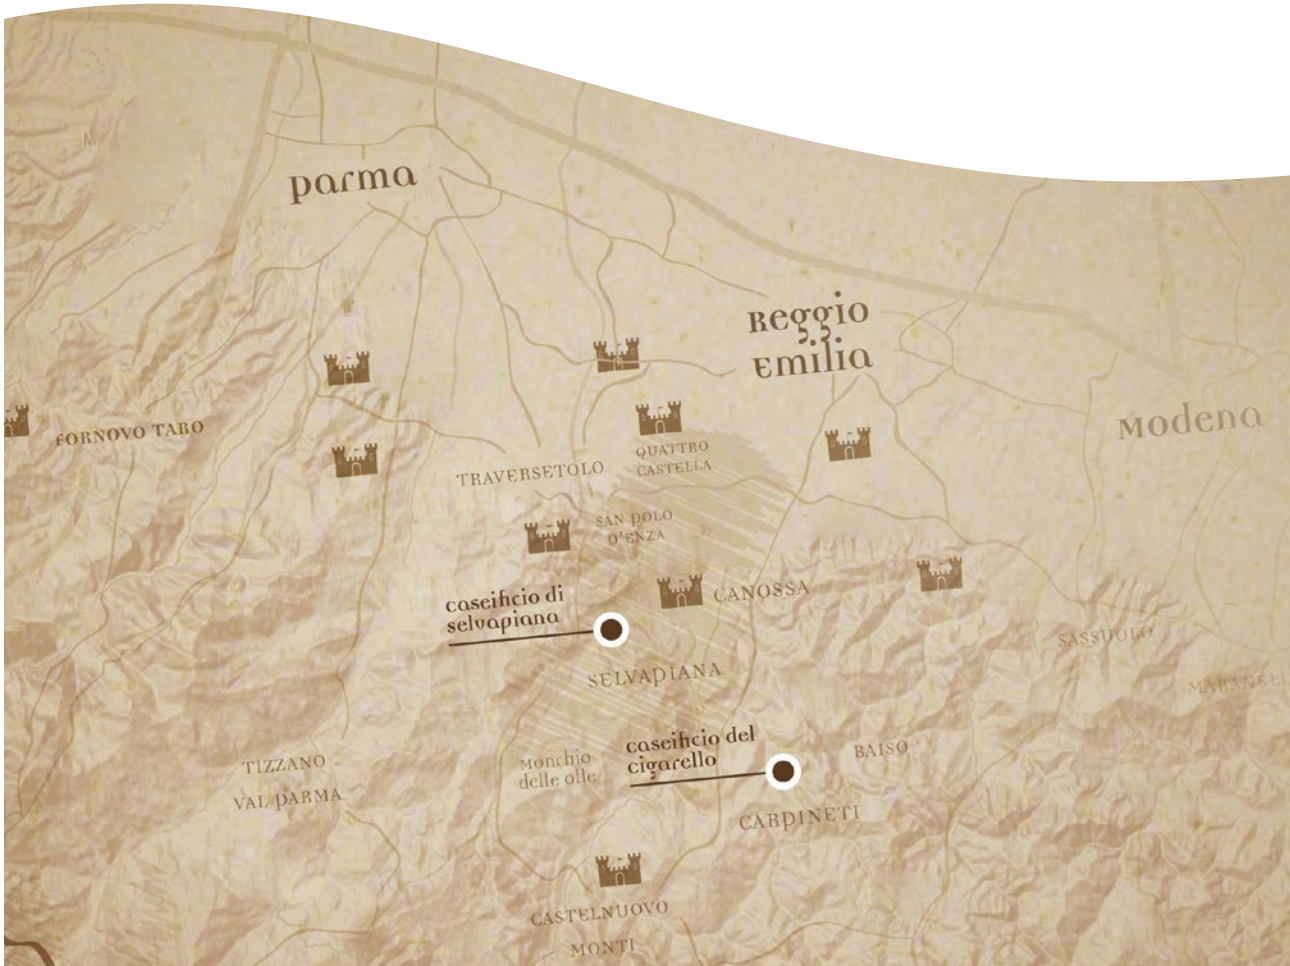 M
parma
Reggio
Emilia
Modena
FORNOVO TARO
QUATTRO
CASTELLA
TRAVERSETOLO
SAN POLO
D'ENZA
CANOSSA
caseificio di
selvapiana
SASSUOLO
SELVAPIANA
MARANELL
caseificio del
cigarello
BAISO
Monchio
delle olle
TIZZANO
VAL PARMA
CARPINETI
CASTELNUOVO
MONTI